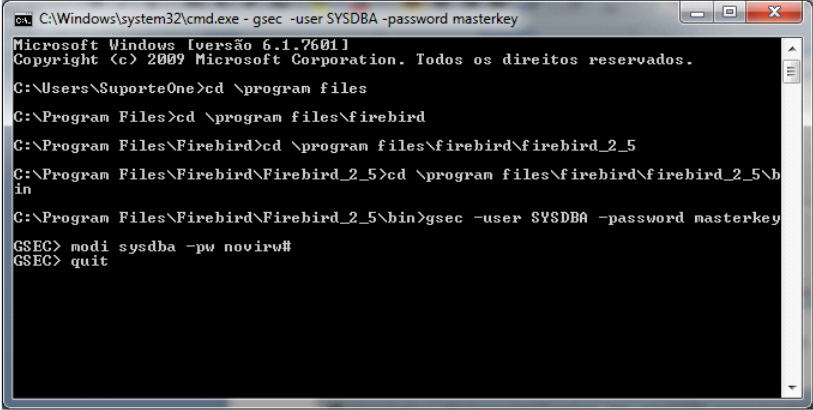 C:\Windows\system32\cmd.exe - gsec -user SYSDBA -password masterkey
Microsoft Windows [versão 6.1.7601]
Copyright (c) 2009 Microsoft Corporation. Todos os direitos reservados.
C:\Users\SuporteOne>cd \program files
C:\Program Files>cd \program files\firebird
C:\Program Files\Firebird>cd \program files\firebird\firebird_2_5
C:\Program Files\Firebird\Firebird_2_5>cd \program files\firebird\firebird_2_5\b
in
C:\Program Files\Firebird\Firebird_2_5\bin>gsec -user SYSDBA -password masterkey
GSEC> modi sysdba -pw novirw#
GSEC> quit